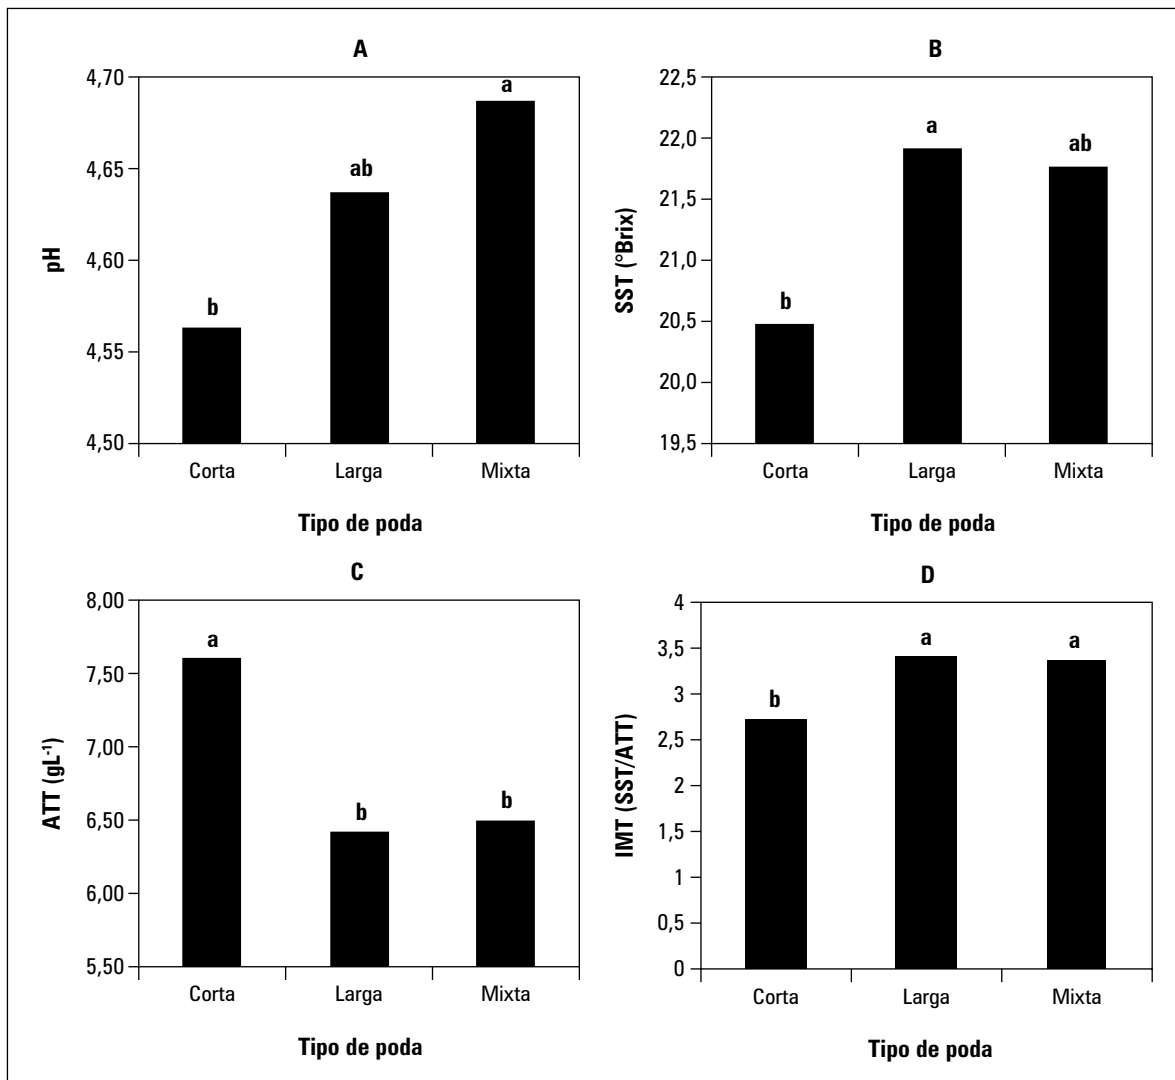 A
pH
4,70
4,65
4,60
4,55
4,50
b
ab
a
Corta Larga Mixta
Tipo de poda
B
SST (°Brix)
22,5
22,0
21,5
21,0
20,5
20,0
19,5
b
a
ab
Corta Larga Mixta
Tipo de poda
C
ATT (gL⁻¹)
8,00
7,50
7,00
6,50
6,00
5,50
a
b
b
Corta Larga Mixta
Tipo de poda
D
IMT (SST/ATT)
4
3,5
3
2,5
2
1,5
1
0,5
0
b
a
a
Corta Larga Mixta
Tipo de poda